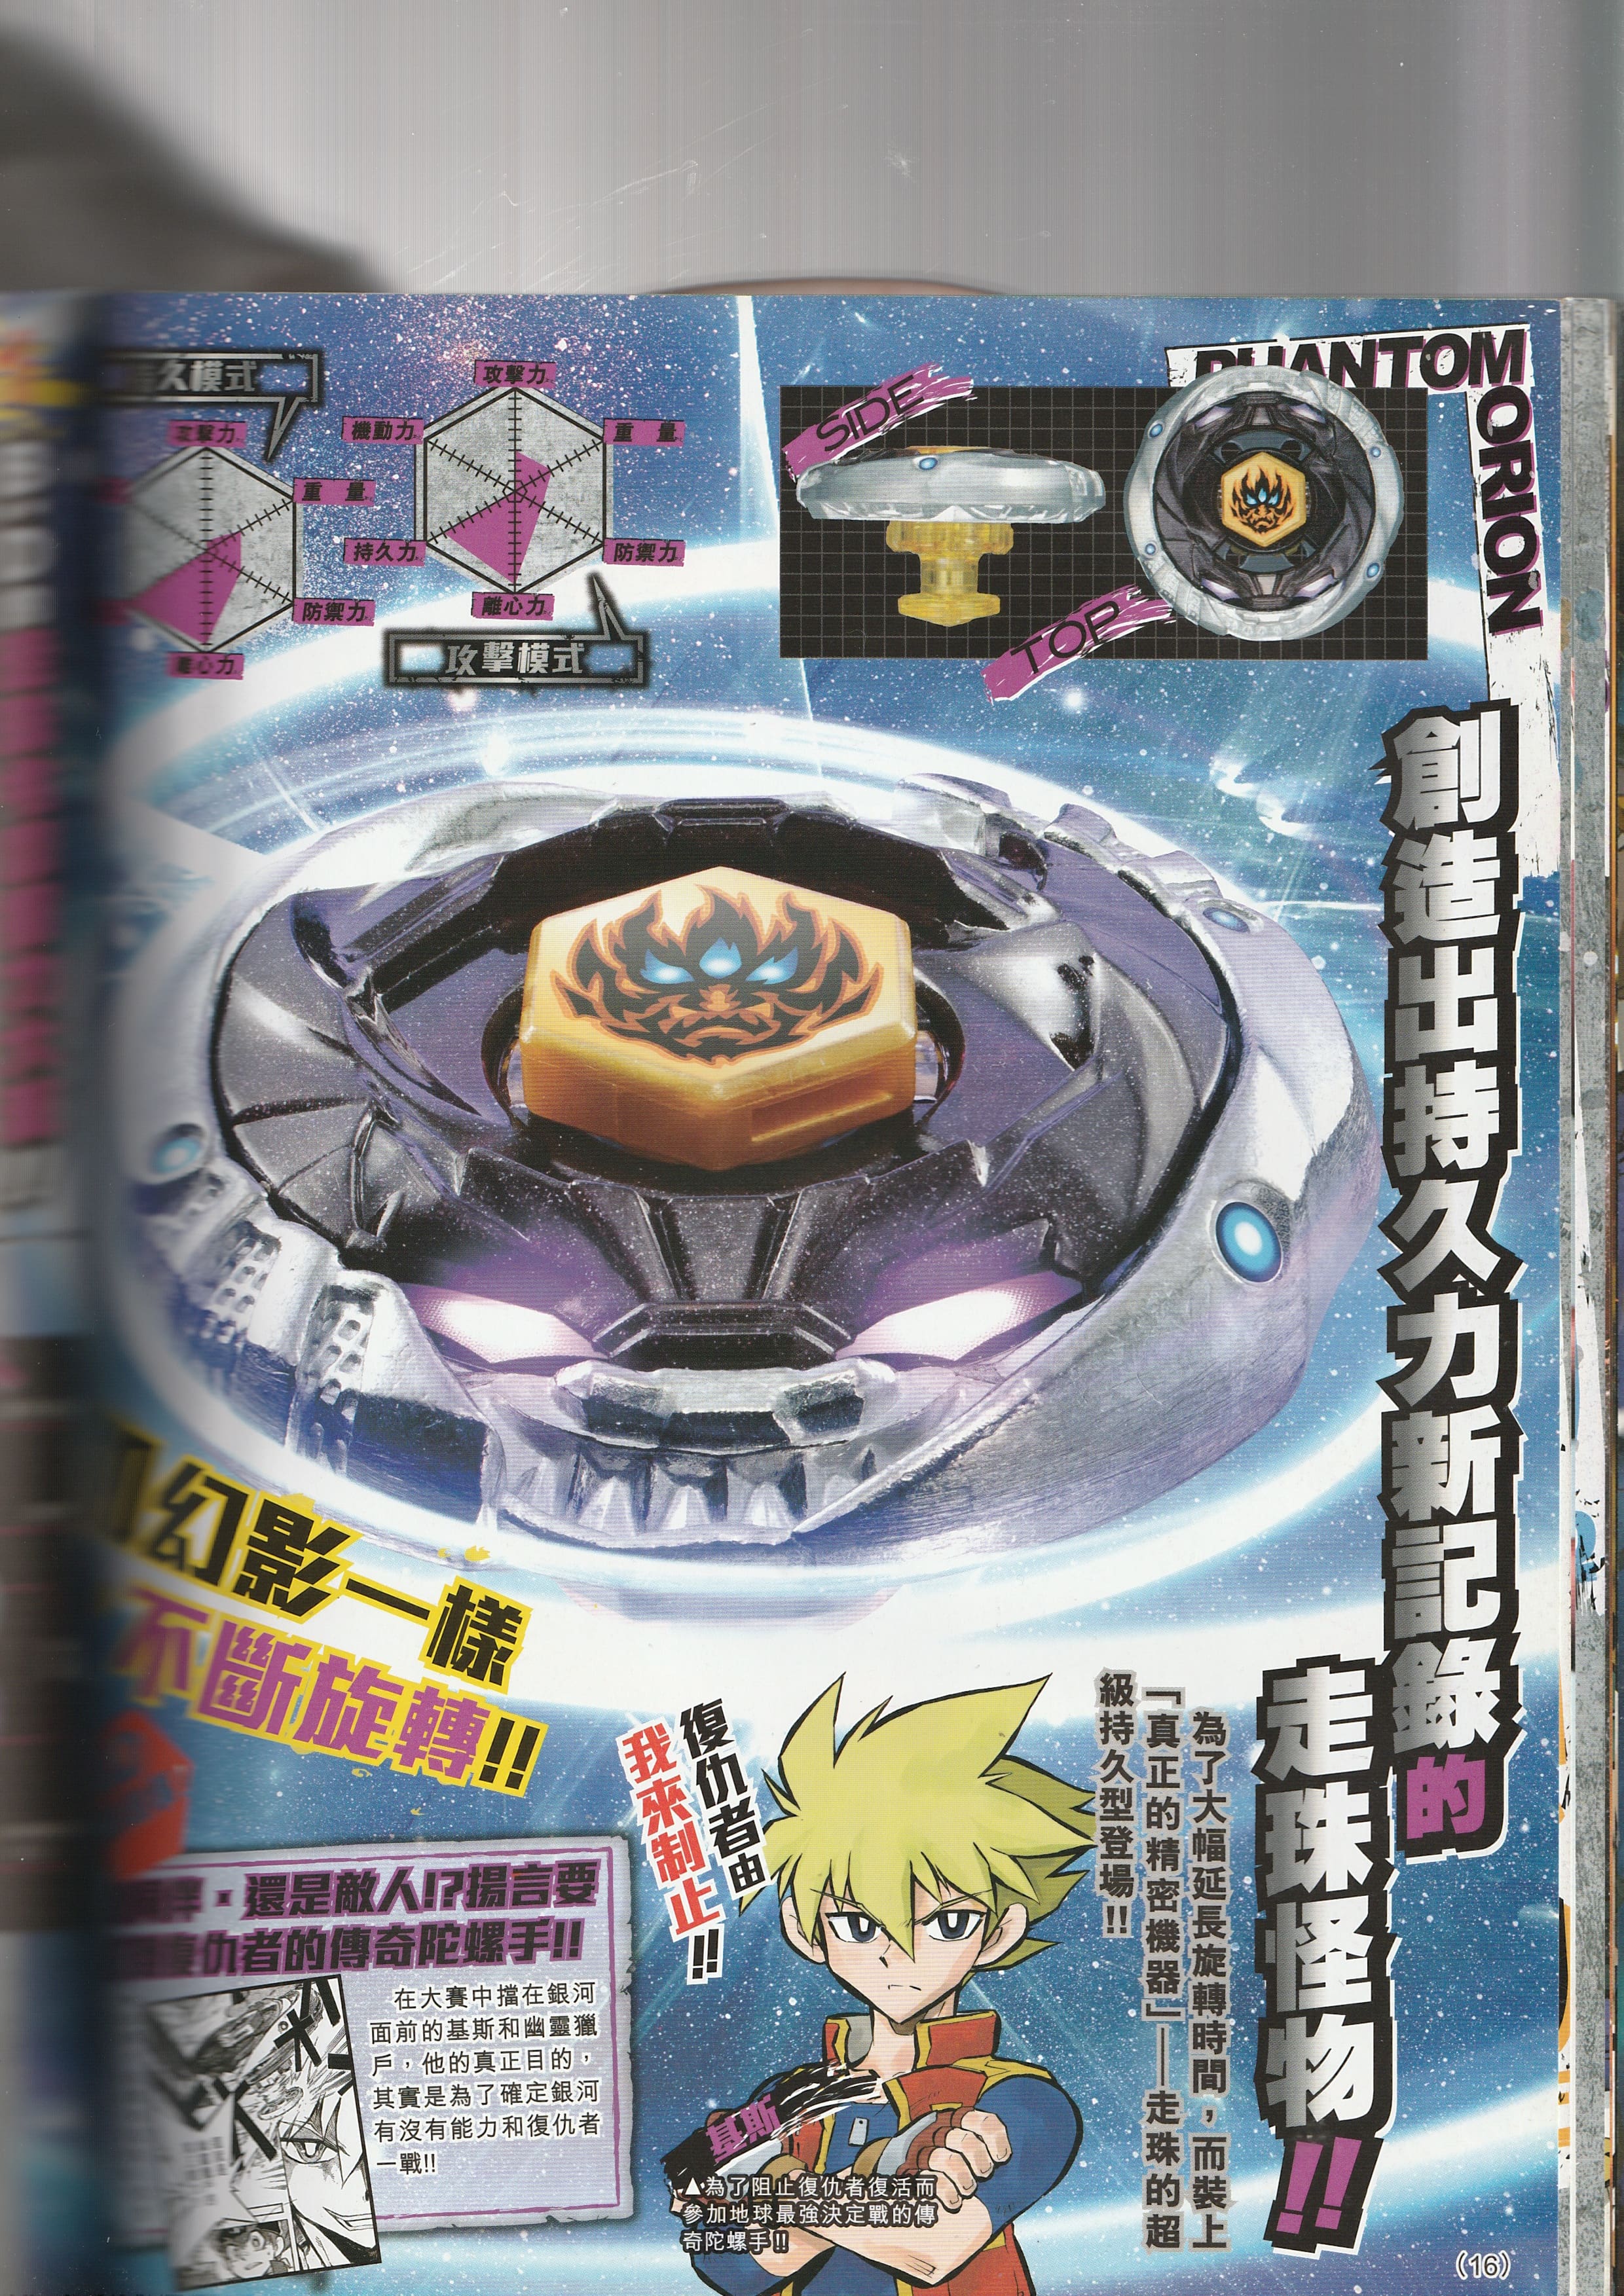 PHANTOM
ORION
SIDE
TOP
創造出持久力新記錄的
走珠怪物!!
為了大幅延長旋轉時間，而裝上
「真正的精密機器」──走珠的超
級持久型登場!!
久模式
攻擊力
重量
防禦力
離心力
攻擊力
重量
防禦力
離心力
持久力
機動力
攻擊模式
幻影一樣
不斷旋轉!!
復仇者由
我來制止!!
基斯
▲為了阻止復仇者復活而
參加地球最強決定戰的傳
奇陀螺手!!
伴，還是敵人!?揚言要
復仇者的傳奇陀螺手!!
在大賽中擋在銀河
面前的基斯和幽靈獵
戶，他的真正目的，
其實是為了確定銀河
有沒有能力和復仇者
一戰!!
(16)